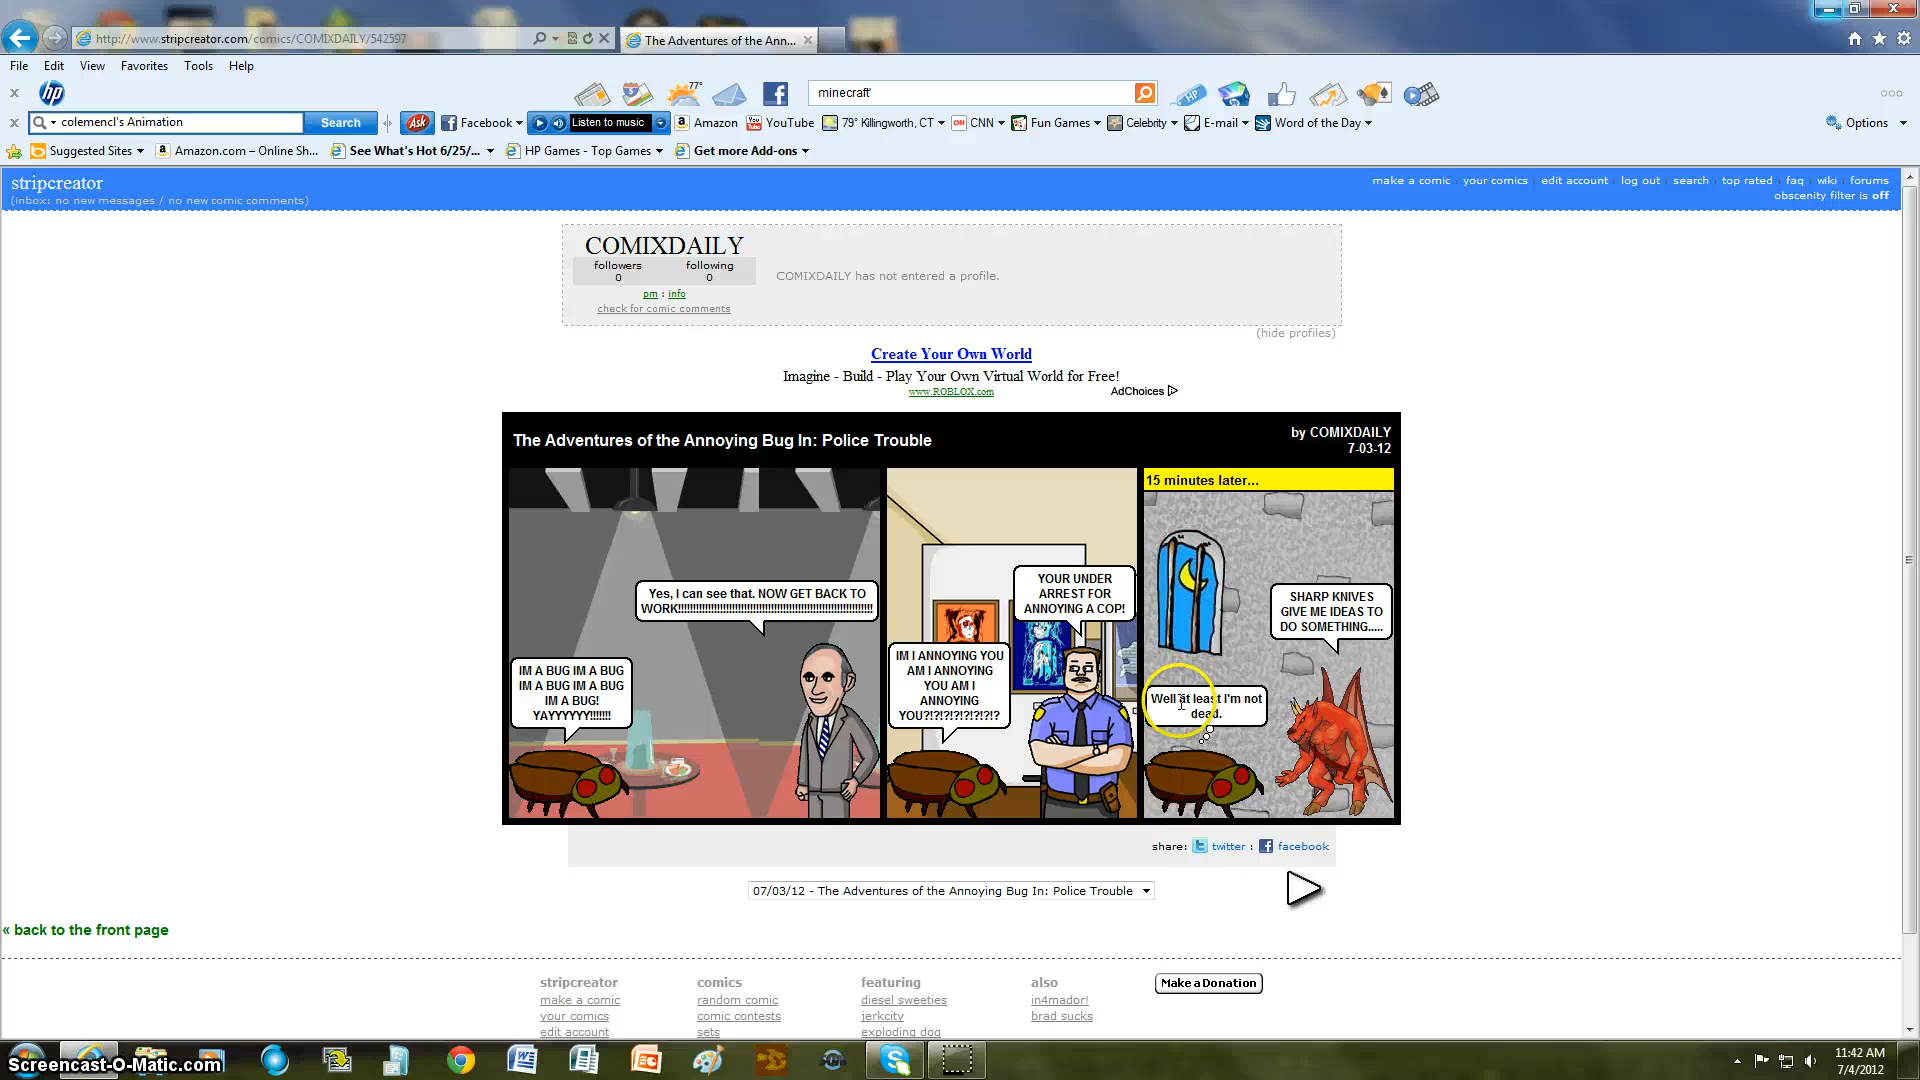 http://www.stripcreator.com/comics/COMIXDAILY/542597
The Adventures of the Ann...
File Edit View Favorites Tools Help
x hp 77° minecraft'
x colemencl's Animation Search Ask Facebook Listen to music Amazon YouTube 79° Killingworth, CT CNN Fun Games Celebrity E-mail Word of the Day Options
Suggested Sites Amazon.com – Online Sh... See What's Hot 6/25/... HP Games - Top Games Get more Add-ons
stripcreator
(inbox: no new messages / no new comic comments)
make a comic your comics edit account log out search top rated faq wiki forums
obscenity filter is off
COMIXDAILY
followers following
0 0
pm : info
check for comic comments
COMIXDAILY has not entered a profile.
(hide profiles)
Create Your Own World
Imagine - Build - Play Your Own Virtual World for Free!
www.ROBLOX.com
AdChoices
The Adventures of the Annoying Bug In: Police Trouble
by COMIXDAILY
7-03-12
Yes, I can see that. NOW GET BACK TO
WORK!!!!!!!!!!!!!!!!!!!!!!!!!!!!!!!!!!!!!!!!!!!!!!!!!!!!!!!!!
IM A BUG IM A BUG
IM A BUG IM A BUG
IM A BUG!
YAYYYYYY!!!!!!!
YOUR UNDER
ARREST FOR
ANNOYING A COP!
IM I ANNOYING YOU
AM I ANNOYING
YOU AM I
ANNOYING
YOU?!?!?!?!?!?!?!?
15 minutes later...
SHARP KNIVES
GIVE ME IDEAS TO
DO SOMETHING.....
Well at least I'm not
dead.
share: twitter : facebook
07/03/12 - The Adventures of the Annoying Bug In: Police Trouble
« back to the front page
stripcreator comics featuring also Make a Donation
make a comic random comic diesel sweeties in4mador!
your comics comic contests jerkcity brad sucks
edit account sets exploding dog
Screencast-O-Matic.com
11:42 AM
7/4/2012